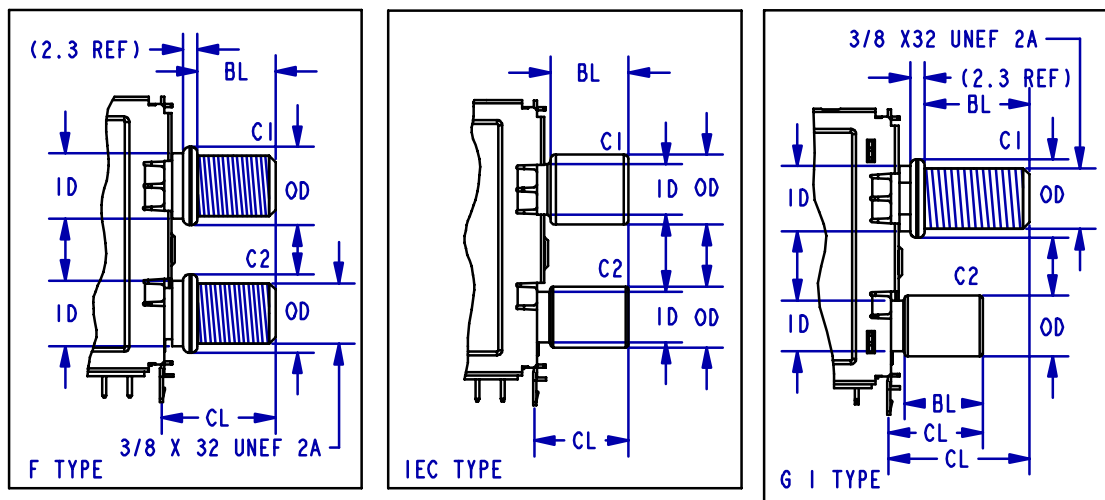 (2.3 REF)
BL
C1
ID
OD
C2
ID
OD
CL
3/8 X 32 UNEF 2A
F TYPE
BL
C1
ID
OD
C2
ID
OD
CL
IEC TYPE
3/8 X32 UNEF 2A
(2.3 REF)
BL
C1
ID
OD
C2
ID
OD
BL
CL
CL
G I TYPE